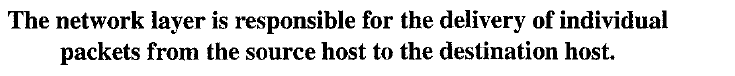 The network layer is responsible for the delivery of individual
packets from the source host to the destination host.